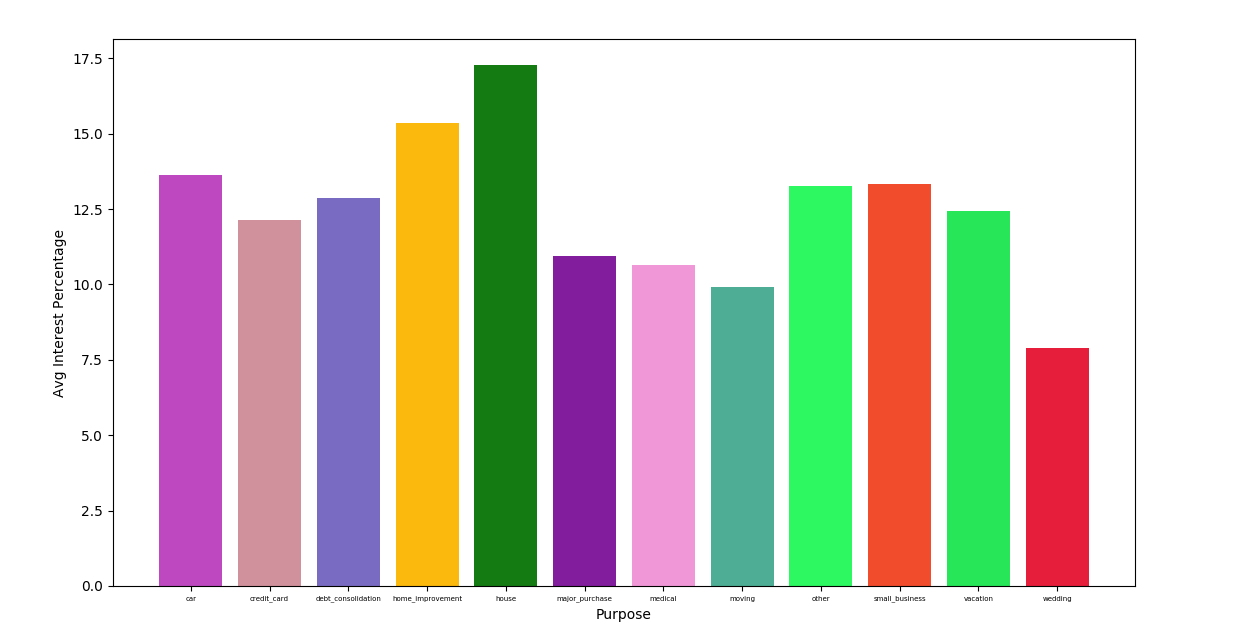 17.5
15.0
12.5
10.0
7.5
5.0
2.5
0.0
Avg Interest Percentage
car credit_card debt_consolidation home_improvement house major_purchase medical moving other small_business vacation wedding
Purpose